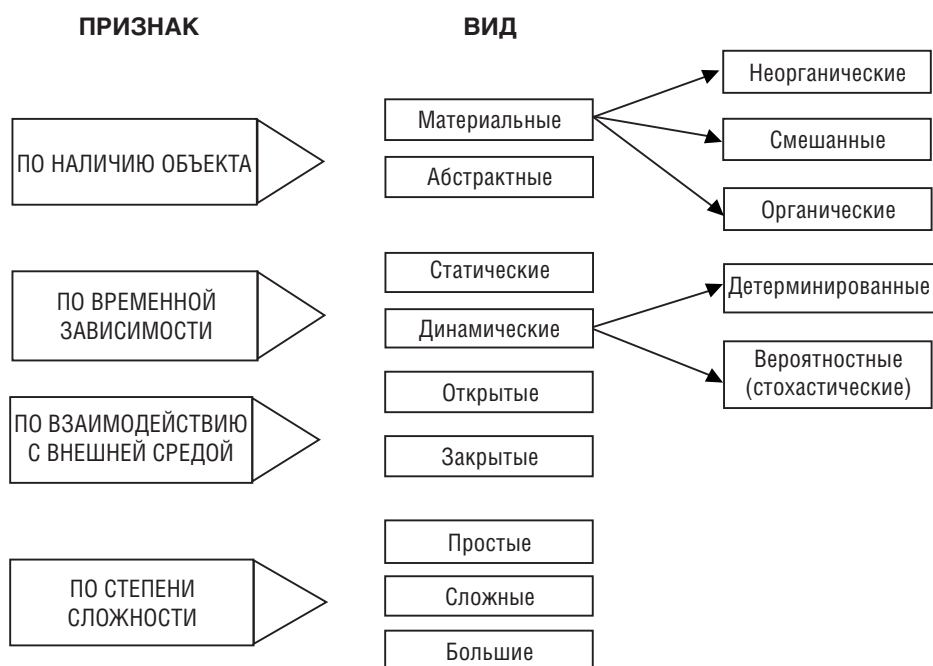 ПРИЗНАК
ВИД
ПО НАЛИЧИЮ ОБЪЕКТА
Материальные
Абстрактные
Неорганические
Смешанные
Органические
ПО ВРЕМЕННОЙ
ЗАВИСИМОСТИ
Статические
Динамические
Детерминированные
Вероятностные
(стохастические)
ПО ВЗАИМОДЕЙСТВИЮ
С ВНЕШНЕЙ СРЕДОЙ
Открытые
Закрытые
ПО СТЕПЕНИ
СЛОЖНОСТИ
Простые
Сложные
Большие